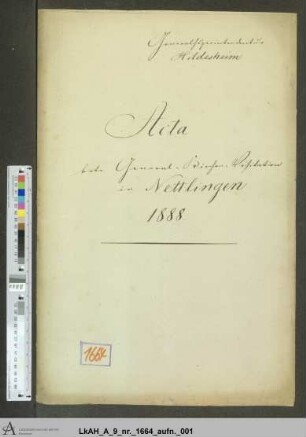 Generalsuperintendentur
Hildesheim
Acta
betr. General-Kirchen-Visitation
in Nettlingen
1888
1664
LkAH_A_9_nr._1664_aufn._001